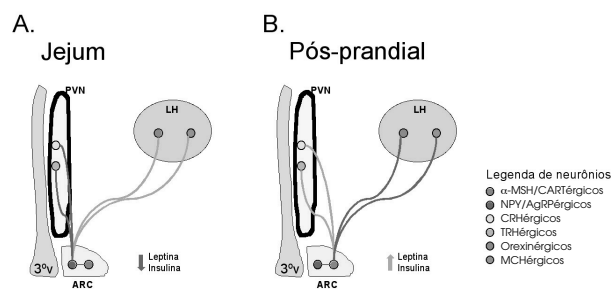 A.
Jejum
PVN
LH
3ºV
ARC
Leptina
Insulina
B.
Pós-prandial
PVN
LH
3ºV
ARC
Leptina
Insulina
Legenda de neurônios
α-MSH/CARTérgicos
NPY/AgRPérgicos
CRHérgicos
TRHérgicos
Orexinérgicos
MCHérgicos